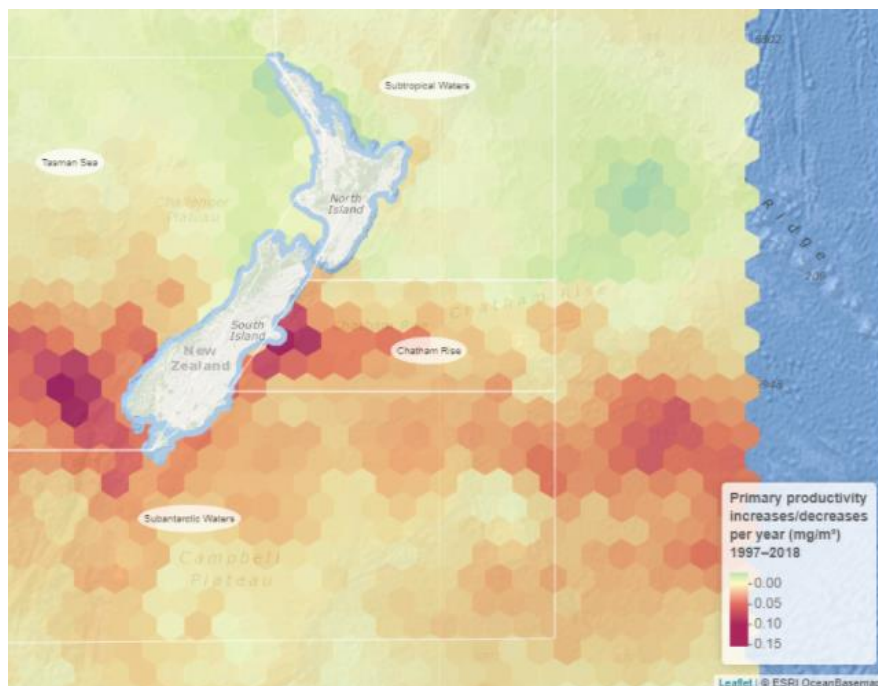 Subtropical Waters
Tasman Sea
Challenger
Plateau
North
Island
Ridge
Chatham Rise
South
Island
New
Zealand
Chatham Rise
Subantarctic Waters
Campbell
Plateau
Primary productivity
increases/decreases
per year (mg/m³)
1997–2018
0.00
0.05
0.10
0.15
Leaflet | © ESRI OceanBasemap